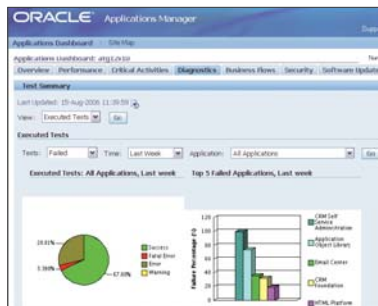 ORACLE Applications Manager
Applications Dashboard Site Map
Applications Dashboard: atg12x10
Overview Performance Critical Activities Diagnostics Business Flows Security Software Updat
Test Summary
Last Updated: 15-Aug-2006 11:39:59
View: Executed Tests Go
Executed Tests
Tests: Failed Time: Last Week Application: All Applications Go
Executed Tests: All Applications, Last week Top 5 Failed Applications, Last week
Success
Fatal Error
Error
Warning
Failure Percentage (%)
120
100
80
60
40
20
0
CRM Self
Service
Administration
Application
Object Library
Email Center
CRM
Foundation
HTML Platform